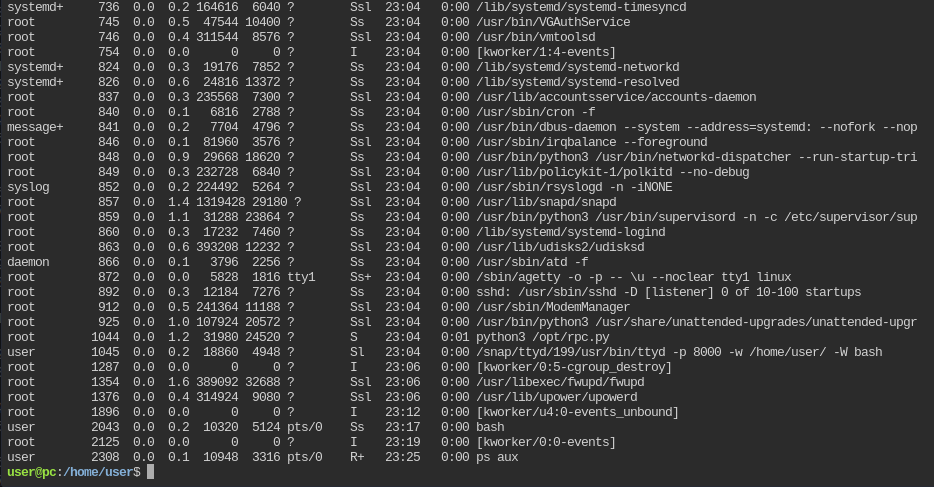 systemd+     736  0.0  0.2 164616  6040 ?        Ssl  23:04   0:00 /lib/systemd/systemd-timesyncd
root         745  0.0  0.5  47544 10400 ?        Ss   23:04   0:00 /usr/bin/VGAuthService
root         746  0.0  0.4 311544  8576 ?        Ssl  23:04   0:00 /usr/bin/vmtoolsd
root         754  0.0  0.0      0     0 ?        I    23:04   0:00 [kworker/1:4-events]
systemd+     824  0.0  0.3  19176  7852 ?        Ss   23:04   0:00 /lib/systemd/systemd-networkd
systemd+     826  0.0  0.6  24816 13372 ?        Ss   23:04   0:00 /lib/systemd/systemd-resolved
root         837  0.0  0.3 235568  7300 ?        Ssl  23:04   0:00 /usr/lib/accountsservice/accounts-daemon
root         840  0.0  0.1   6816  2788 ?        Ss   23:04   0:00 /usr/sbin/cron -f
message+     841  0.0  0.2   7704  4796 ?        Ss   23:04   0:00 /usr/bin/dbus-daemon --system --address=systemd: --nofork --nop
root         846  0.0  0.1  81960  3576 ?        Ssl  23:04   0:00 /usr/sbin/irqbalance --foreground
root         848  0.0  0.9  29668 18620 ?        Ss   23:04   0:00 /usr/bin/python3 /usr/bin/networkd-dispatcher --run-startup-tri
root         849  0.0  0.3 232728  6840 ?        Ssl  23:04   0:00 /usr/lib/policykit-1/polkitd --no-debug
syslog       852  0.0  0.2 224492  5264 ?        Ssl  23:04   0:00 /usr/sbin/rsyslogd -n -iNONE
root         857  0.0  1.4 1319428 29180 ?       Ssl  23:04   0:00 /usr/lib/snapd/snapd
root         859  0.0  1.1  31288 23864 ?        Ss   23:04   0:00 /usr/bin/python3 /usr/bin/supervisord -n -c /etc/supervisor/sup
root         860  0.0  0.3  17232  7460 ?        Ss   23:04   0:00 /lib/systemd/systemd-logind
root         863  0.0  0.6 393208 12232 ?        Ssl  23:04   0:00 /usr/lib/udisks2/udisksd
daemon       866  0.0  0.1   3796  2256 ?        Ss   23:04   0:00 /usr/sbin/atd -f
root         872  0.0  0.0   5828  1816 tty1     Ss+  23:04   0:00 /sbin/agetty -o -p -- \u --noclear tty1 linux
root         892  0.0  0.3  12184  7276 ?        Ss   23:04   0:00 sshd: /usr/sbin/sshd -D [listener] 0 of 10-100 startups
root         912  0.0  0.5 241364 11188 ?        Ssl  23:04   0:00 /usr/sbin/ModemManager
root         925  0.0  1.0 107924 20572 ?        Ssl  23:04   0:00 /usr/bin/python3 /usr/share/unattended-upgrades/unattended-upgr
root        1044  0.0  1.2  31980 24520 ?        S    23:04   0:01 python3 /opt/rpc.py
user        1045  0.0  0.2  18860  4948 ?        Sl   23:04   0:00 /snap/ttyd/199/usr/bin/ttyd -p 8000 -w /home/user/ -W bash
root        1287  0.0  0.0      0     0 ?        I    23:06   0:00 [kworker/0:5-cgroup_destroy]
root        1354  0.0  1.6 389092 32688 ?        Ssl  23:06   0:00 /usr/libexec/fwupd/fwupd
root        1376  0.0  0.4 314924  9080 ?        Ssl  23:06   0:00 /usr/lib/upower/upowerd
root        1896  0.0  0.0      0     0 ?        I    23:12   0:00 [kworker/u4:0-events_unbound]
user        2043  0.0  0.2  10320  5124 pts/0    Ss   23:17   0:00 bash
root        2125  0.0  0.0      0     0 ?        I    23:19   0:00 [kworker/0:0-events]
user        2308  0.0  0.1  10948  3316 pts/0    R+   23:25   0:00 ps aux
user@pc:/home/user$